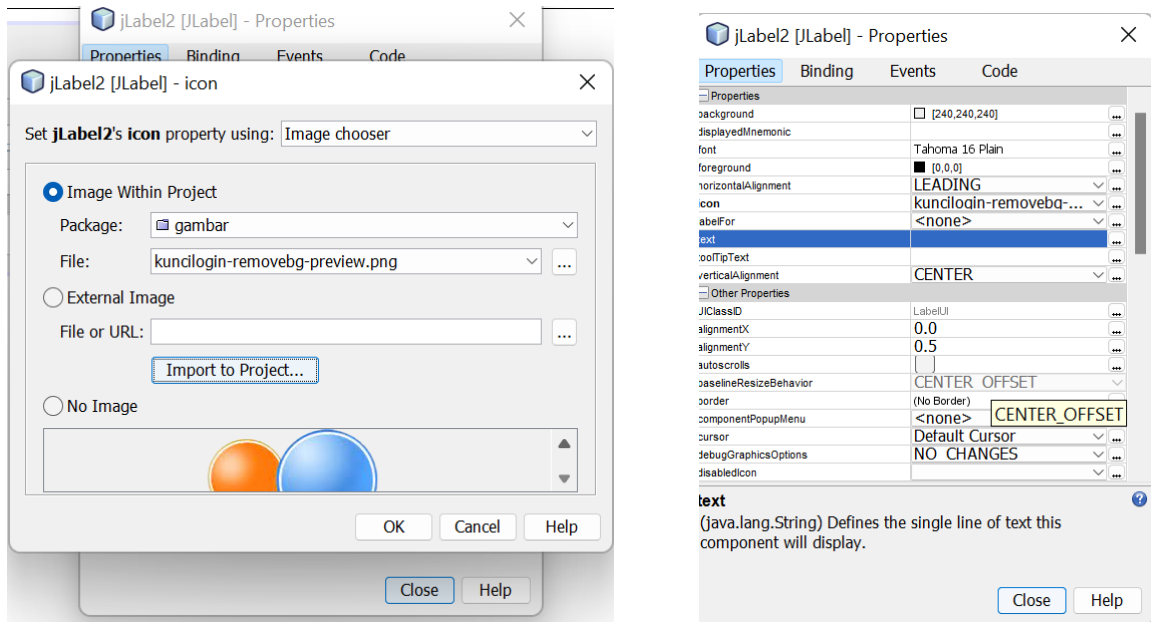 jLabel2 [JLabel] - Properties
Properties Binding Events Code
jLabel2 [JLabel] - icon
Set jLabel2's icon property using: Image chooser
Image Within Project
Package: gambar
File: kuncilogin-removebg-preview.png ...
External Image
File or URL: ...
Import to Project...
No Image
OK Cancel Help
Close Help
jLabel2 [JLabel] - Properties
Properties Binding Events Code
Properties
background [240,240,240] ...
displayedMnemonic ...
font Tahoma 16 Plain ...
foreground [0,0,0] ...
horizontalAlignment LEADING ...
icon kuncilogin-removebg-... ...
labelFor <none> ...
text ...
toolTipText ...
verticalAlignment CENTER ...
Other Properties
UIClassID LabelUI ...
alignmentX 0.0 ...
alignmentY 0.5 ...
autoscrolls ...
baselineResizeBehavior CENTER_OFFSET
border (No Border)
componentPopupMenu <none> CENTER_OFFSET
cursor Default Cursor ...
debugGraphicsOptions NO_CHANGES ...
disabledIcon ...
text
(java.lang.String) Defines the single line of text this
component will display.
Close Help